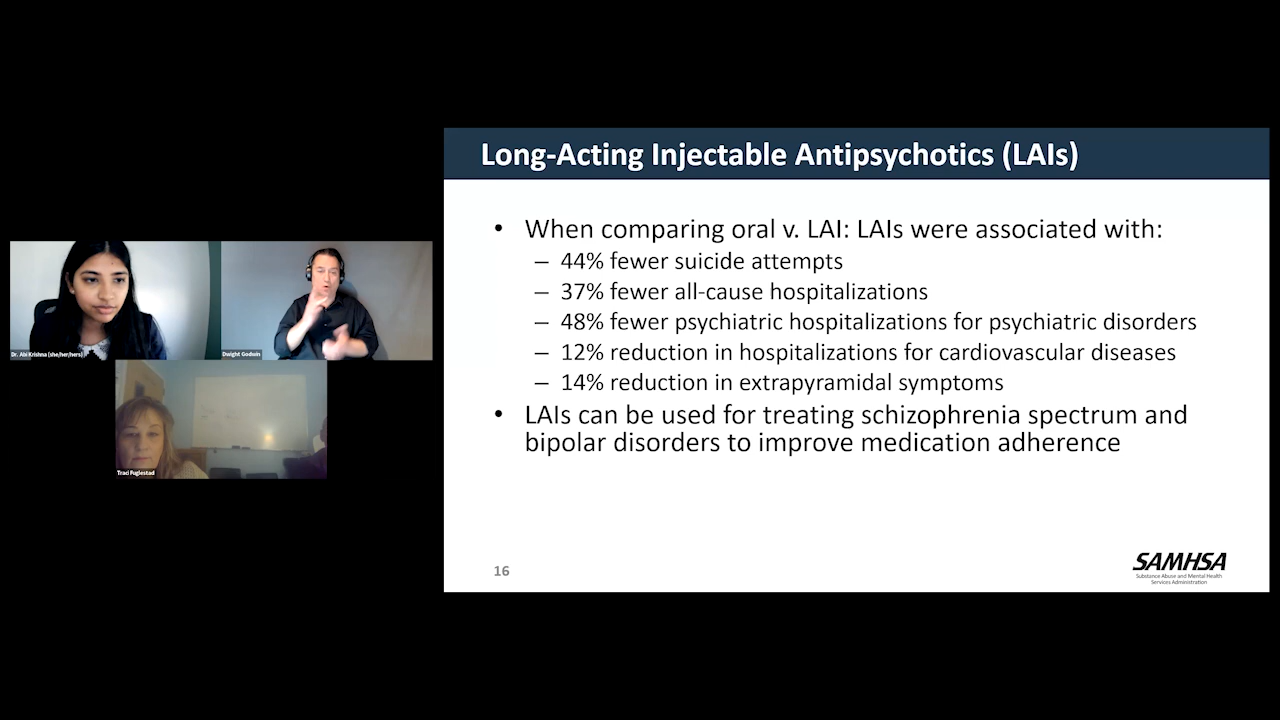 Long-Acting Injectable Antipsychotics (LAIs)
• When comparing oral v. LAI: LAIs were associated with:
– 44% fewer suicide attempts
– 37% fewer all-cause hospitalizations
– 48% fewer psychiatric hospitalizations for psychiatric disorders
– 12% reduction in hospitalizations for cardiovascular diseases
– 14% reduction in extrapyramidal symptoms
• LAIs can be used for treating schizophrenia spectrum and
bipolar disorders to improve medication adherence
Dr. Abi Krishna (she/her/hers)
Dwight Godwin
Traci Fuglestad
16
SAMHSA
Substance Abuse and Mental Health
Services Administration